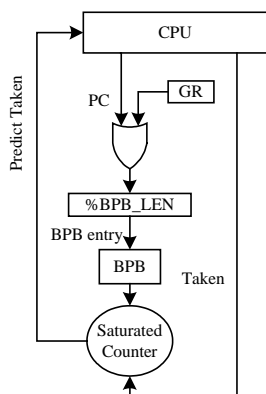 CPU
PC
GR
Predict Taken
%BPB_LEN
BPB entry
BPB
Taken
Saturated
Counter